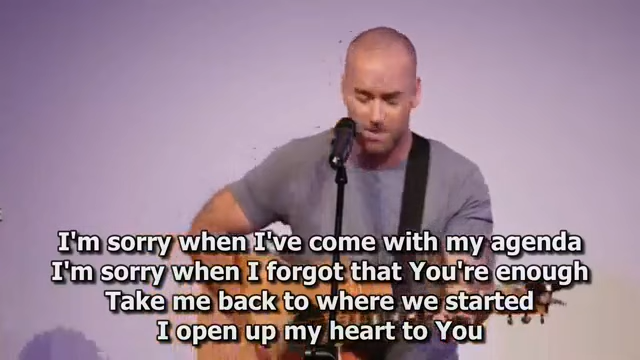 I'm sorry when I've come with my agenda
I'm sorry when I forgot that You're enough
Take me back to where we started
I open up my heart to You